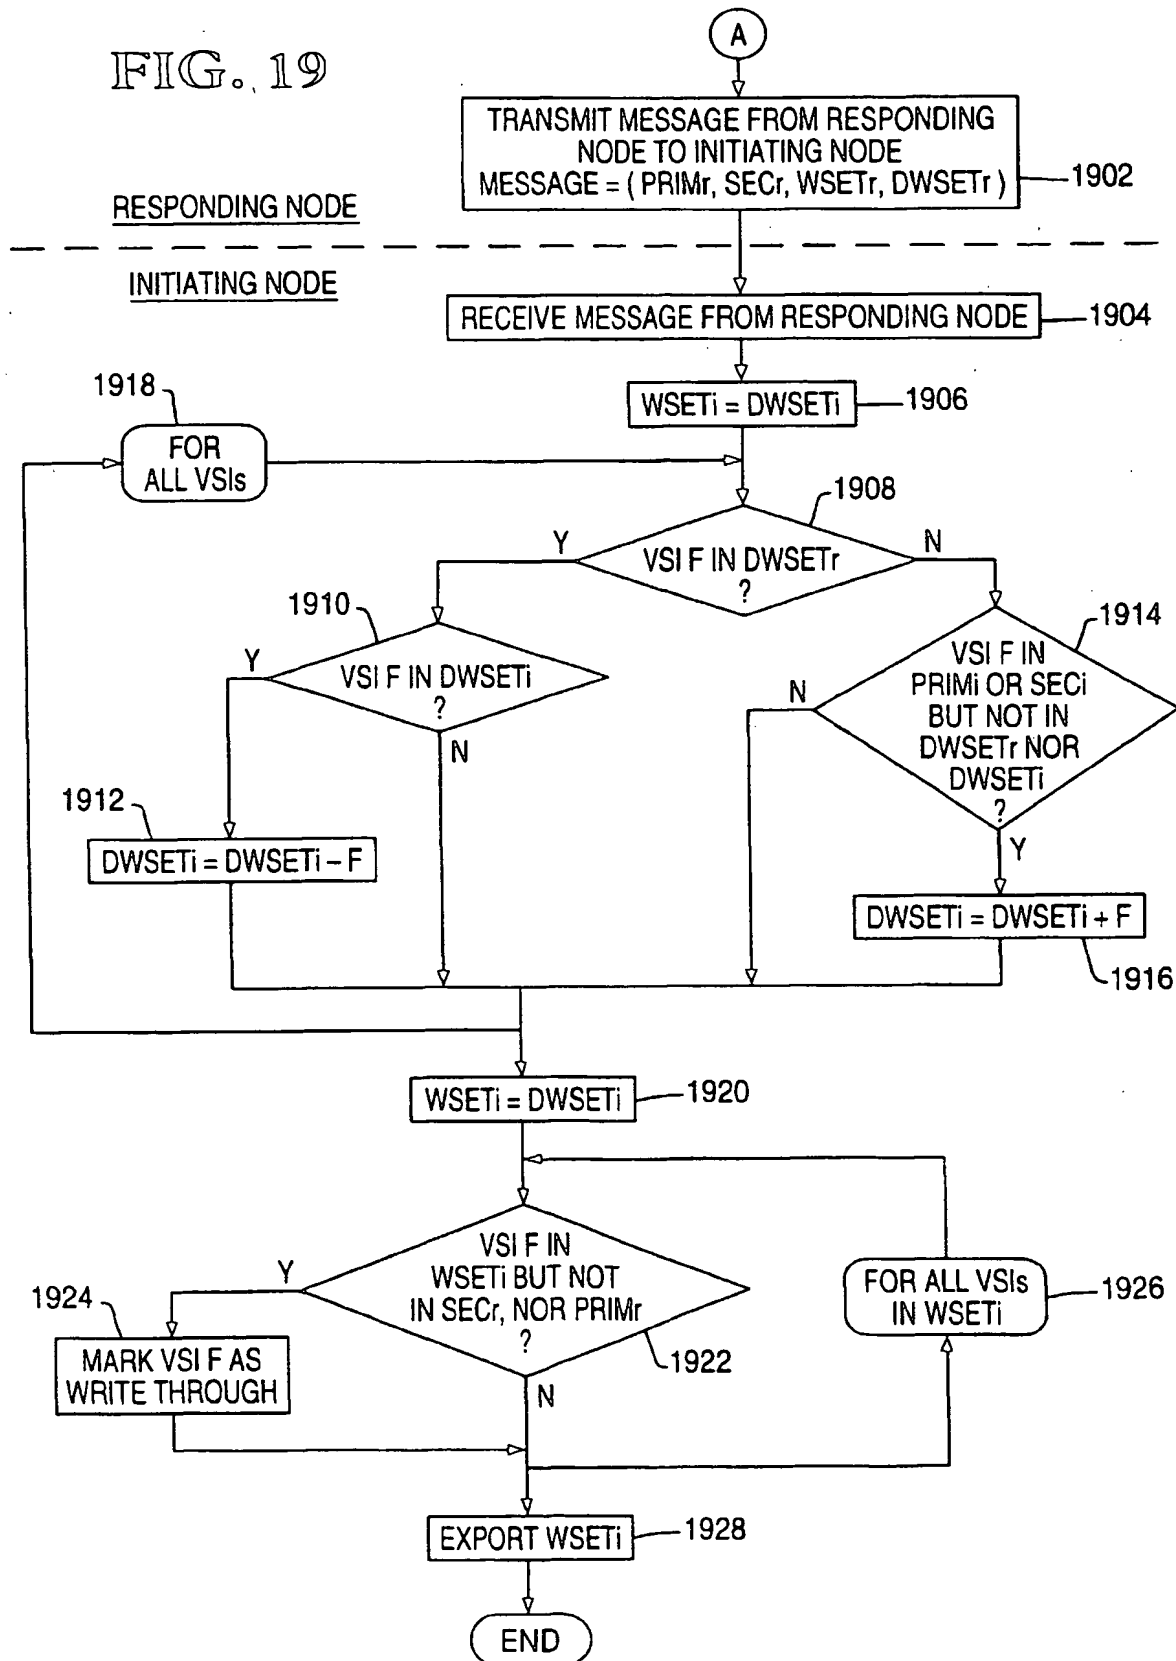 FIG. 19
A
TRANSMIT MESSAGE FROM RESPONDING
NODE TO INITIATING NODE
MESSAGE = ( PRIMr, SECr, WSETr, DWSETr )
1902
RESPONDING NODE
INITIATING NODE
RECEIVE MESSAGE FROM RESPONDING NODE
1904
WSETi = DWSETi
1906
1918
FOR
ALL VSIs
1908
Y
VSI F IN DWSETr
?
N
1910
Y
VSI F IN DWSETi
?
N
1914
N
VSI F IN
PRIMi OR SECi
BUT NOT IN
DWSETr NOR
DWSETi
?
Y
1912
DWSETi = DWSETi – F
DWSETi = DWSETi + F
1916
WSETi = DWSETi
1920
Y
VSI F IN
WSETi BUT NOT
IN SECr, NOR PRIMr
?
1922
N
1924
MARK VSI F AS
WRITE THROUGH
FOR ALL VSIs
IN WSETi
1926
EXPORT WSETi
1928
END